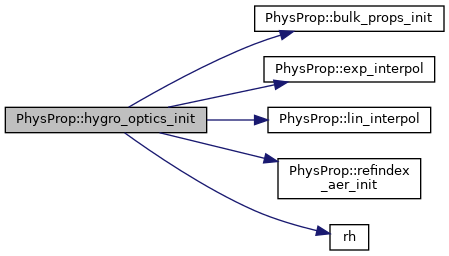 PhysProp::bulk_props_init
PhysProp::exp_interpol
PhysProp::hygro_optics_init
PhysProp::lin_interpol
PhysProp::refindex
_aer_init
rh